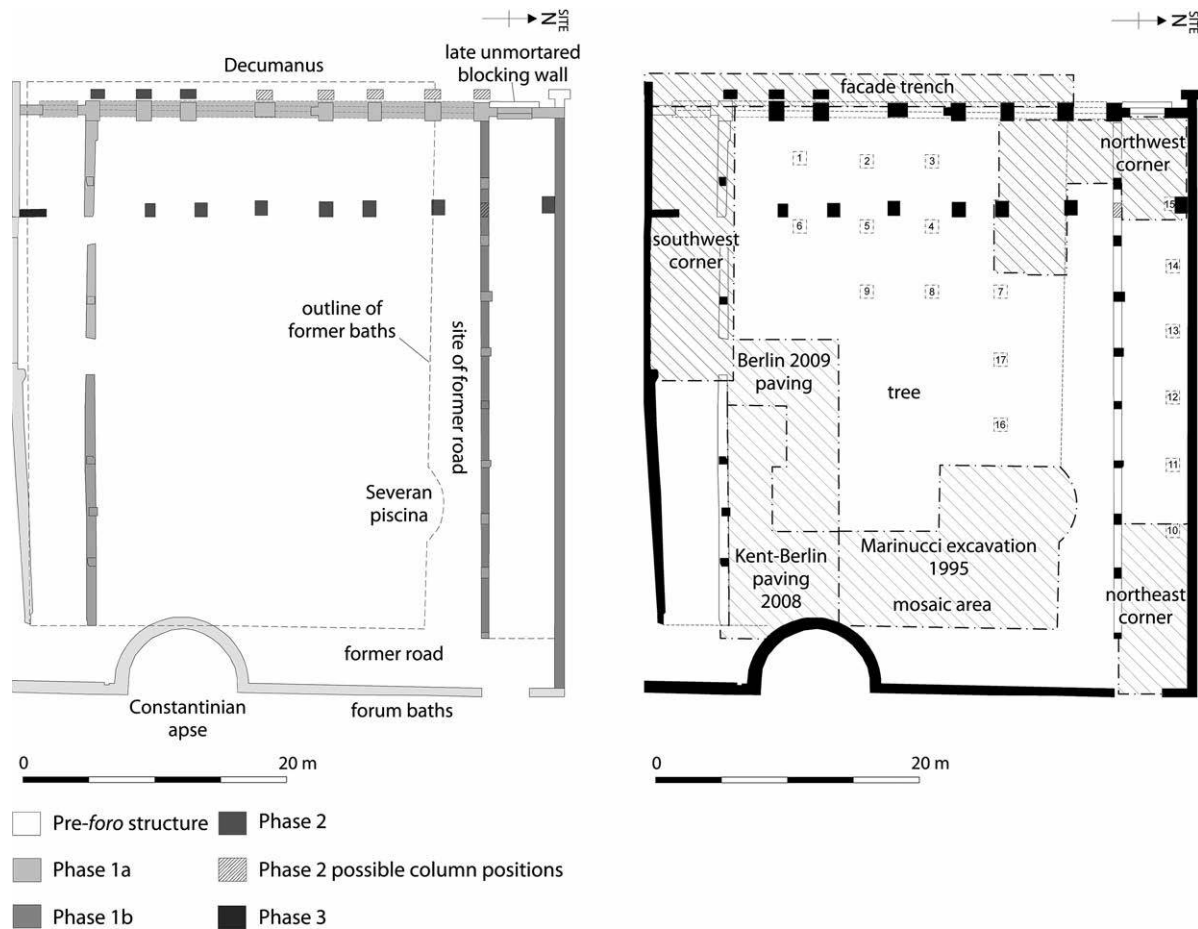 N
SITE
Decumanus
late unmortared
blocking wall
outline of
former baths
site of former road
Severan
piscina
former road
Constantinian
apse
forum baths
0
20 m
Pre-foro structure
Phase 1a
Phase 1b
Phase 2
Phase 2 possible column positions
Phase 3
N
SITE
facade trench
northwest
corner
1
2
3
15
6
5
4
southwest
corner
14
9
8
7
13
Berlin 2009
paving
17
tree
12
16
11
10
Kent-Berlin
paving
2008
Marinucci excavation
1995
mosaic area
northeast
corner
0
20 m